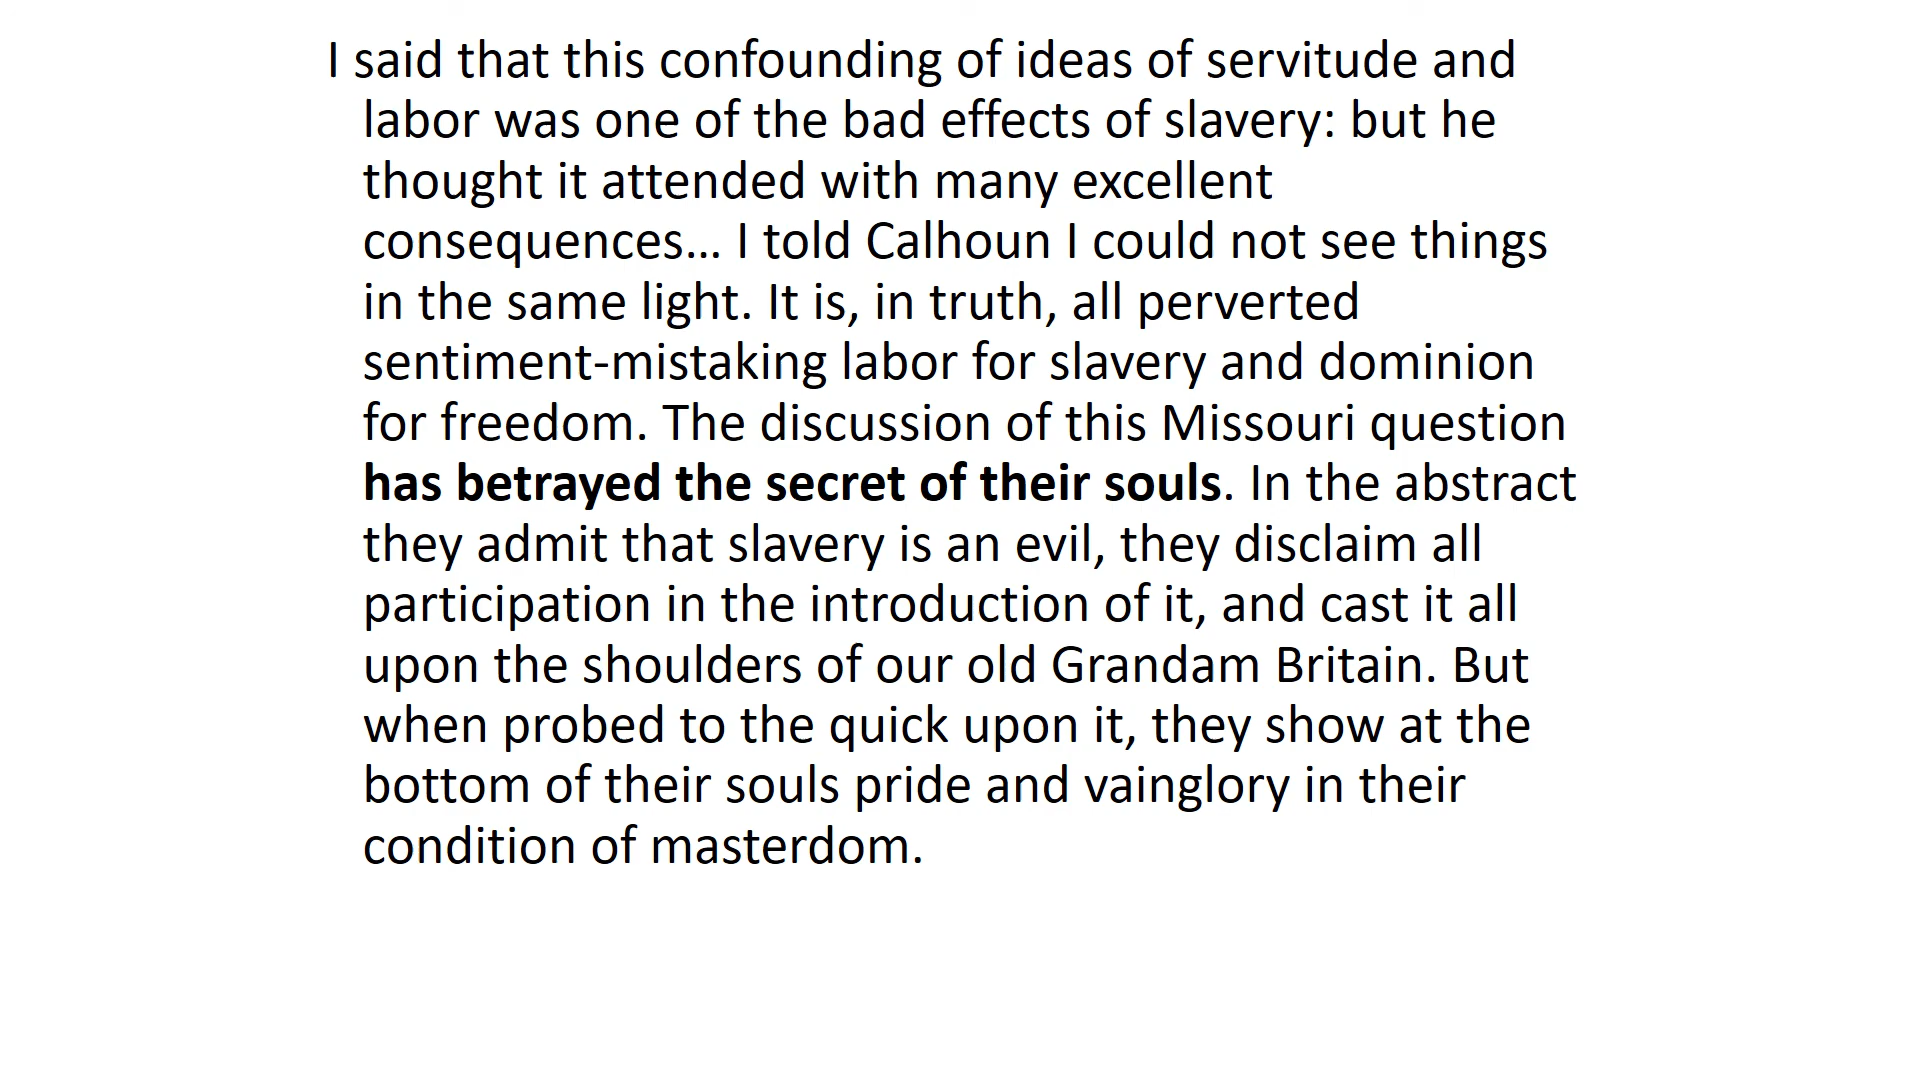 I said that this confounding of ideas of servitude and
labor was one of the bad effects of slavery: but he
thought it attended with many excellent
consequences... I told Calhoun I could not see things
in the same light. It is, in truth, all perverted
sentiment-mistaking labor for slavery and dominion
for freedom. The discussion of this Missouri question
has betrayed the secret of their souls. In the abstract
they admit that slavery is an evil, they disclaim all
participation in the introduction of it, and cast it all
upon the shoulders of our old Grandam Britain. But
when probed to the quick upon it, they show at the
bottom of their souls pride and vainglory in their
condition of masterdom.